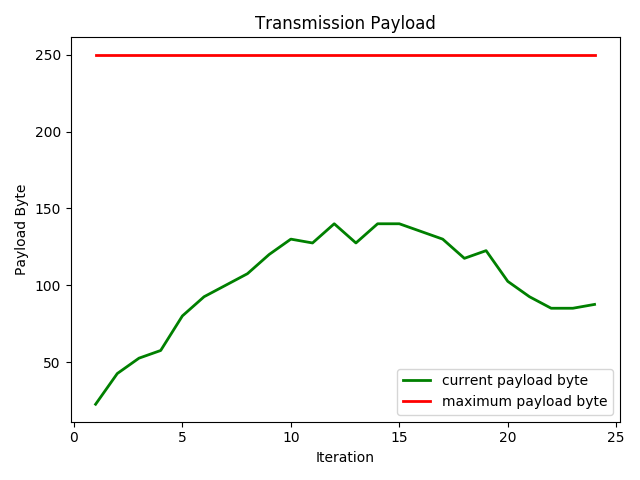 Transmission Payload
Payload Byte
250
200
150
100
50
0
5
10
15
20
25
Iteration
current payload byte
maximum payload byte